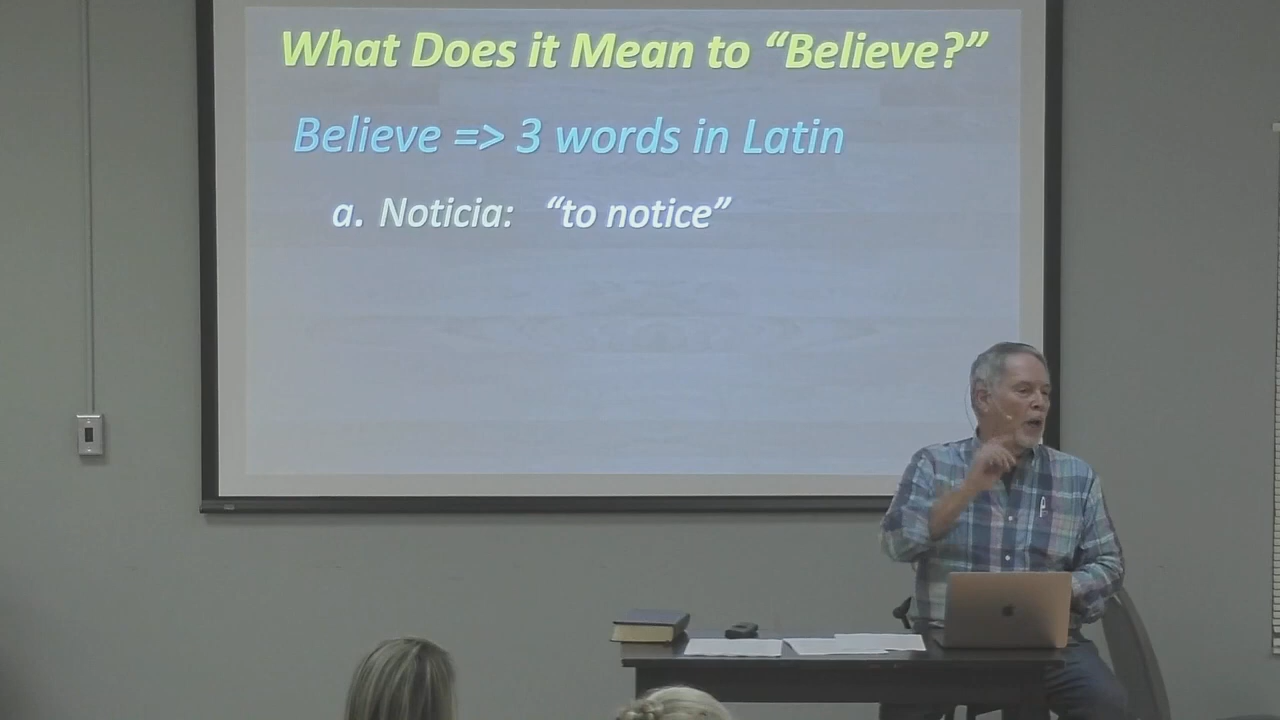 What Does it Mean to “Believe?”
Believe => 3 words in Latin
a. Noticia: “to notice”